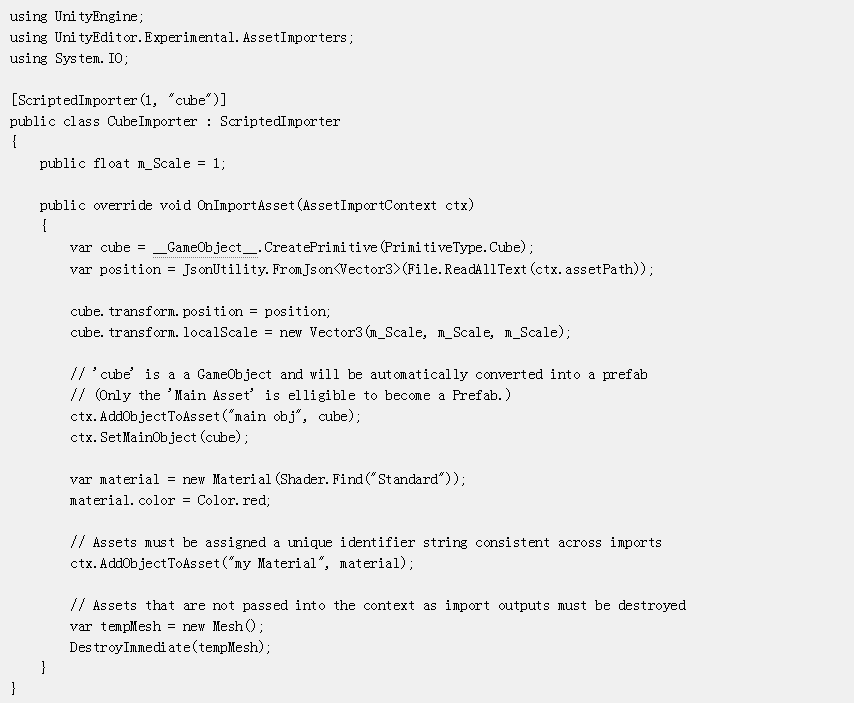 using UnityEngine;
using UnityEditor.Experimental.AssetImporters;
using System.IO;

[ScriptedImporter(1, "cube")]
public class CubeImporter : ScriptedImporter
{
    public float m_Scale = 1;

    public override void OnImportAsset(AssetImportContext ctx)
    {
        var cube = __GameObject__.CreatePrimitive(PrimitiveType.Cube);
        var position = JsonUtility.FromJson<Vector3>(File.ReadAllText(ctx.assetPath));

        cube.transform.position = position;
        cube.transform.localScale = new Vector3(m_Scale, m_Scale, m_Scale);

        // 'cube' is a a GameObject and will be automatically converted into a prefab
        // (Only the 'Main Asset' is elligible to become a Prefab.)
        ctx.AddObjectToAsset("main obj", cube);
        ctx.SetMainObject(cube);

        var material = new Material(Shader.Find("Standard"));
        material.color = Color.red;

        // Assets must be assigned a unique identifier string consistent across imports
        ctx.AddObjectToAsset("my Material", material);

        // Assets that are not passed into the context as import outputs must be destroyed
        var tempMesh = new Mesh();
        DestroyImmediate(tempMesh);
    }
}